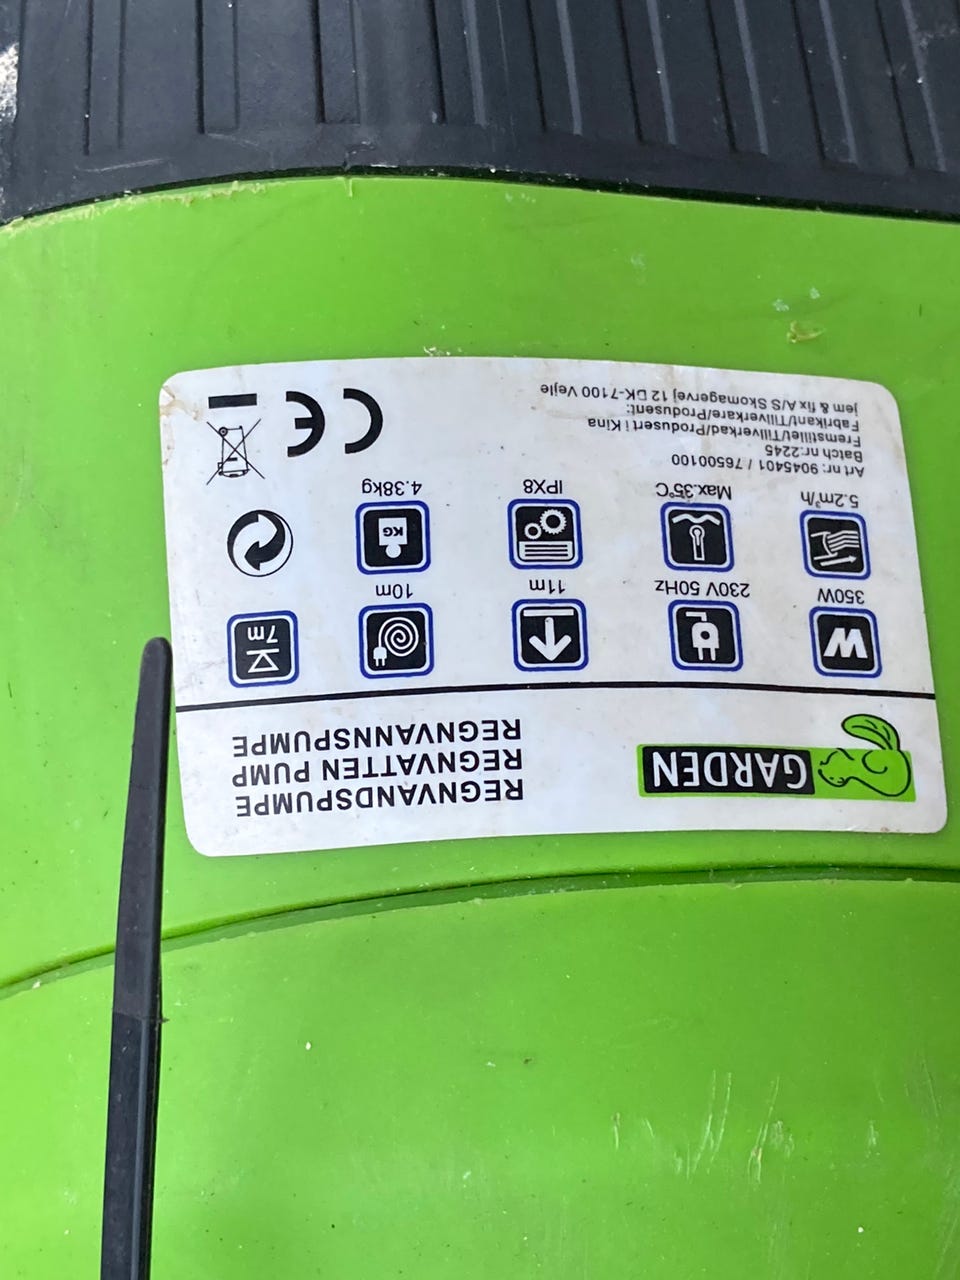 GARDEN
REGNVANDSPUMPE
REGNVATTEN PUMP
REGNVANNSPUMPE
W
7m
350W
230V 50Hz
11m
10m
KG
5.2m³/h
Max.35°C
IPX8
4.38kg
Art nr: 9045401 / 76500100
Batch nr:2245
Fremstillet/Tillverkad/Produsert i Kina
Fabrikant/Tillverkare/Produsent:
jem & fix A/S Skomagervej 12 DK-7100 Vejle
CE